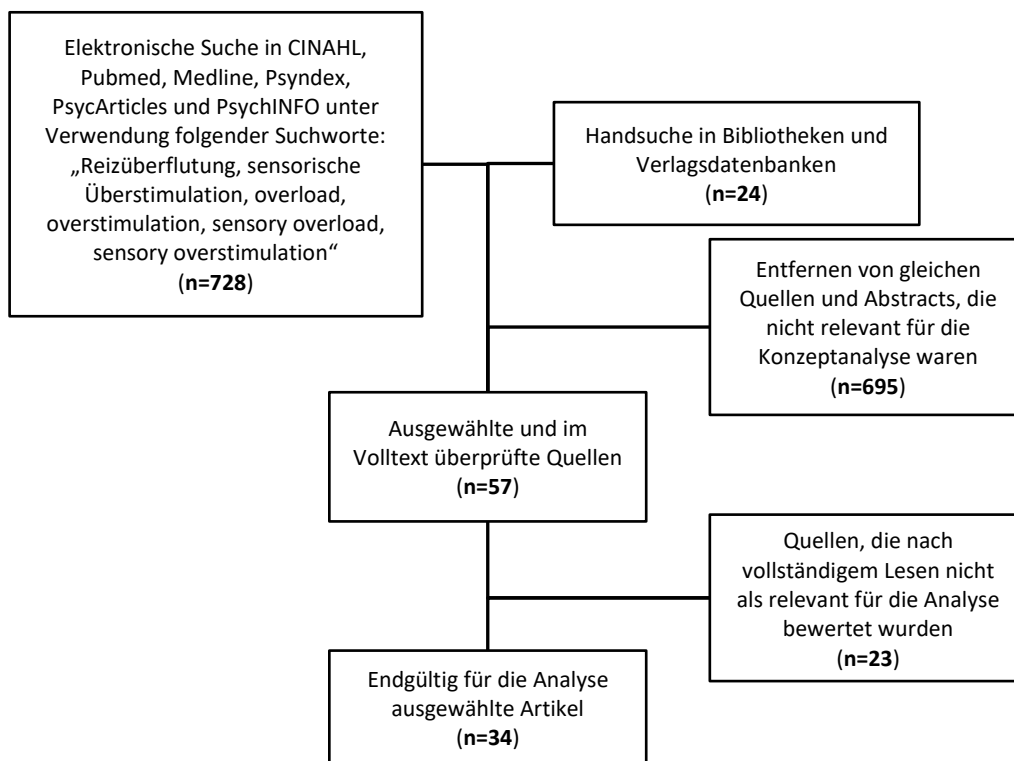 Elektronische Suche in CINAHL,
Pubmed, Medline, Psyndex,
PsycArticles und PsychINFO unter
Verwendung folgender Suchworte:
„Reizüberflutung, sensorische
Überstimulation, overload,
overstimulation, sensory overload,
sensory overstimulation“
(n=728)
Handsuche in Bibliotheken und
Verlagsdatenbanken
(n=24)
Entfernen von gleichen
Quellen und Abstracts, die
nicht relevant für die
Konzeptanalyse waren
(n=695)
Ausgewählte und im
Volltext überprüfte Quellen
(n=57)
Quellen, die nach
vollständigem Lesen nicht
als relevant für die Analyse
bewertet wurden
(n=23)
Endgültig für die Analyse
ausgewählte Artikel
(n=34)